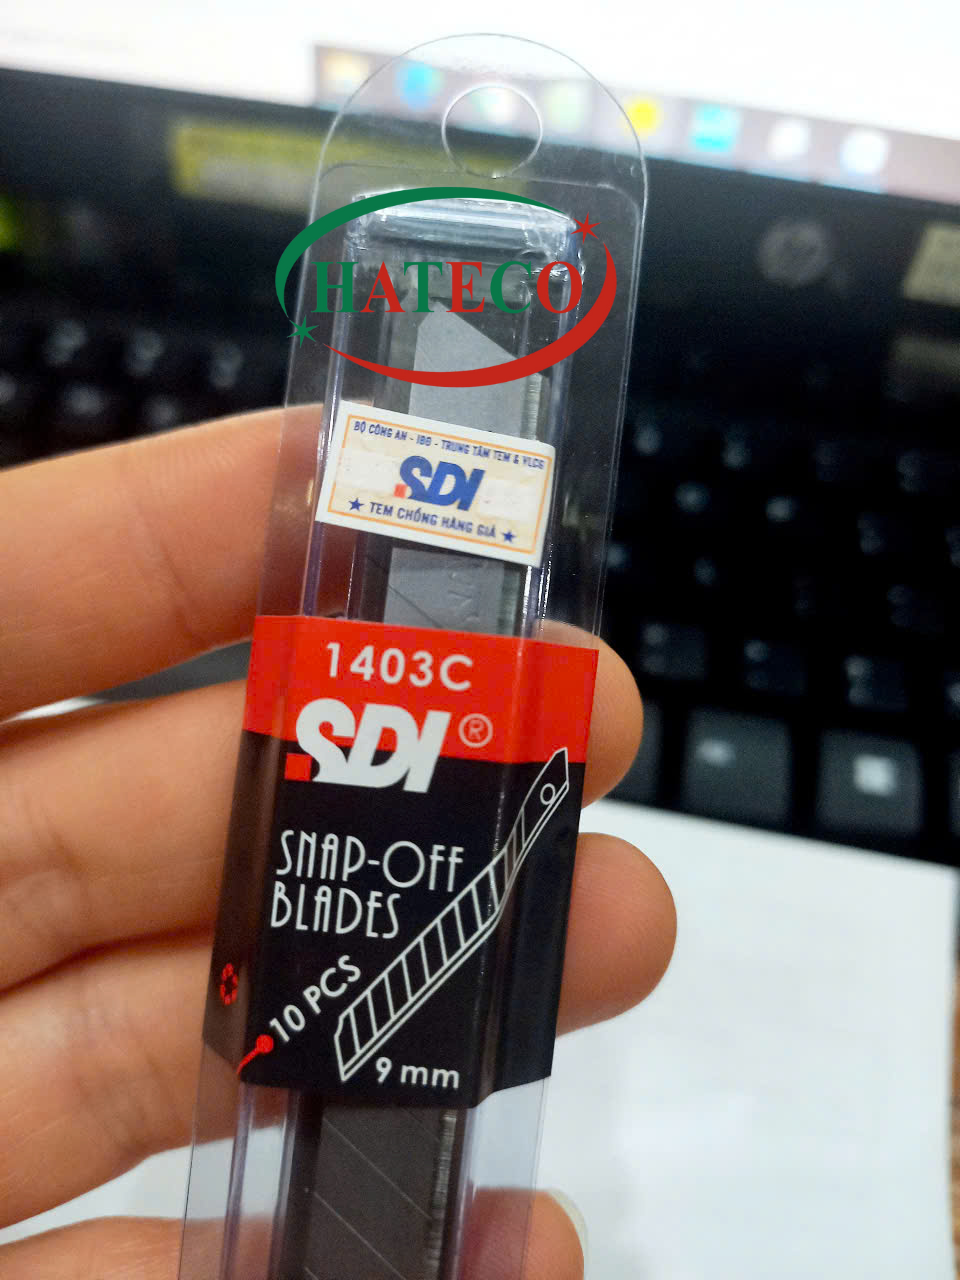 HATECO
BỘ CÔNG AN - IBĐ - TRUNG TÂM TEM & VLCG
SDI
★ TEM CHỐNG HÀNG GIẢ ★
1403C
SDI®
SNAP-OFF
BLADES
10 PCS
9 mm